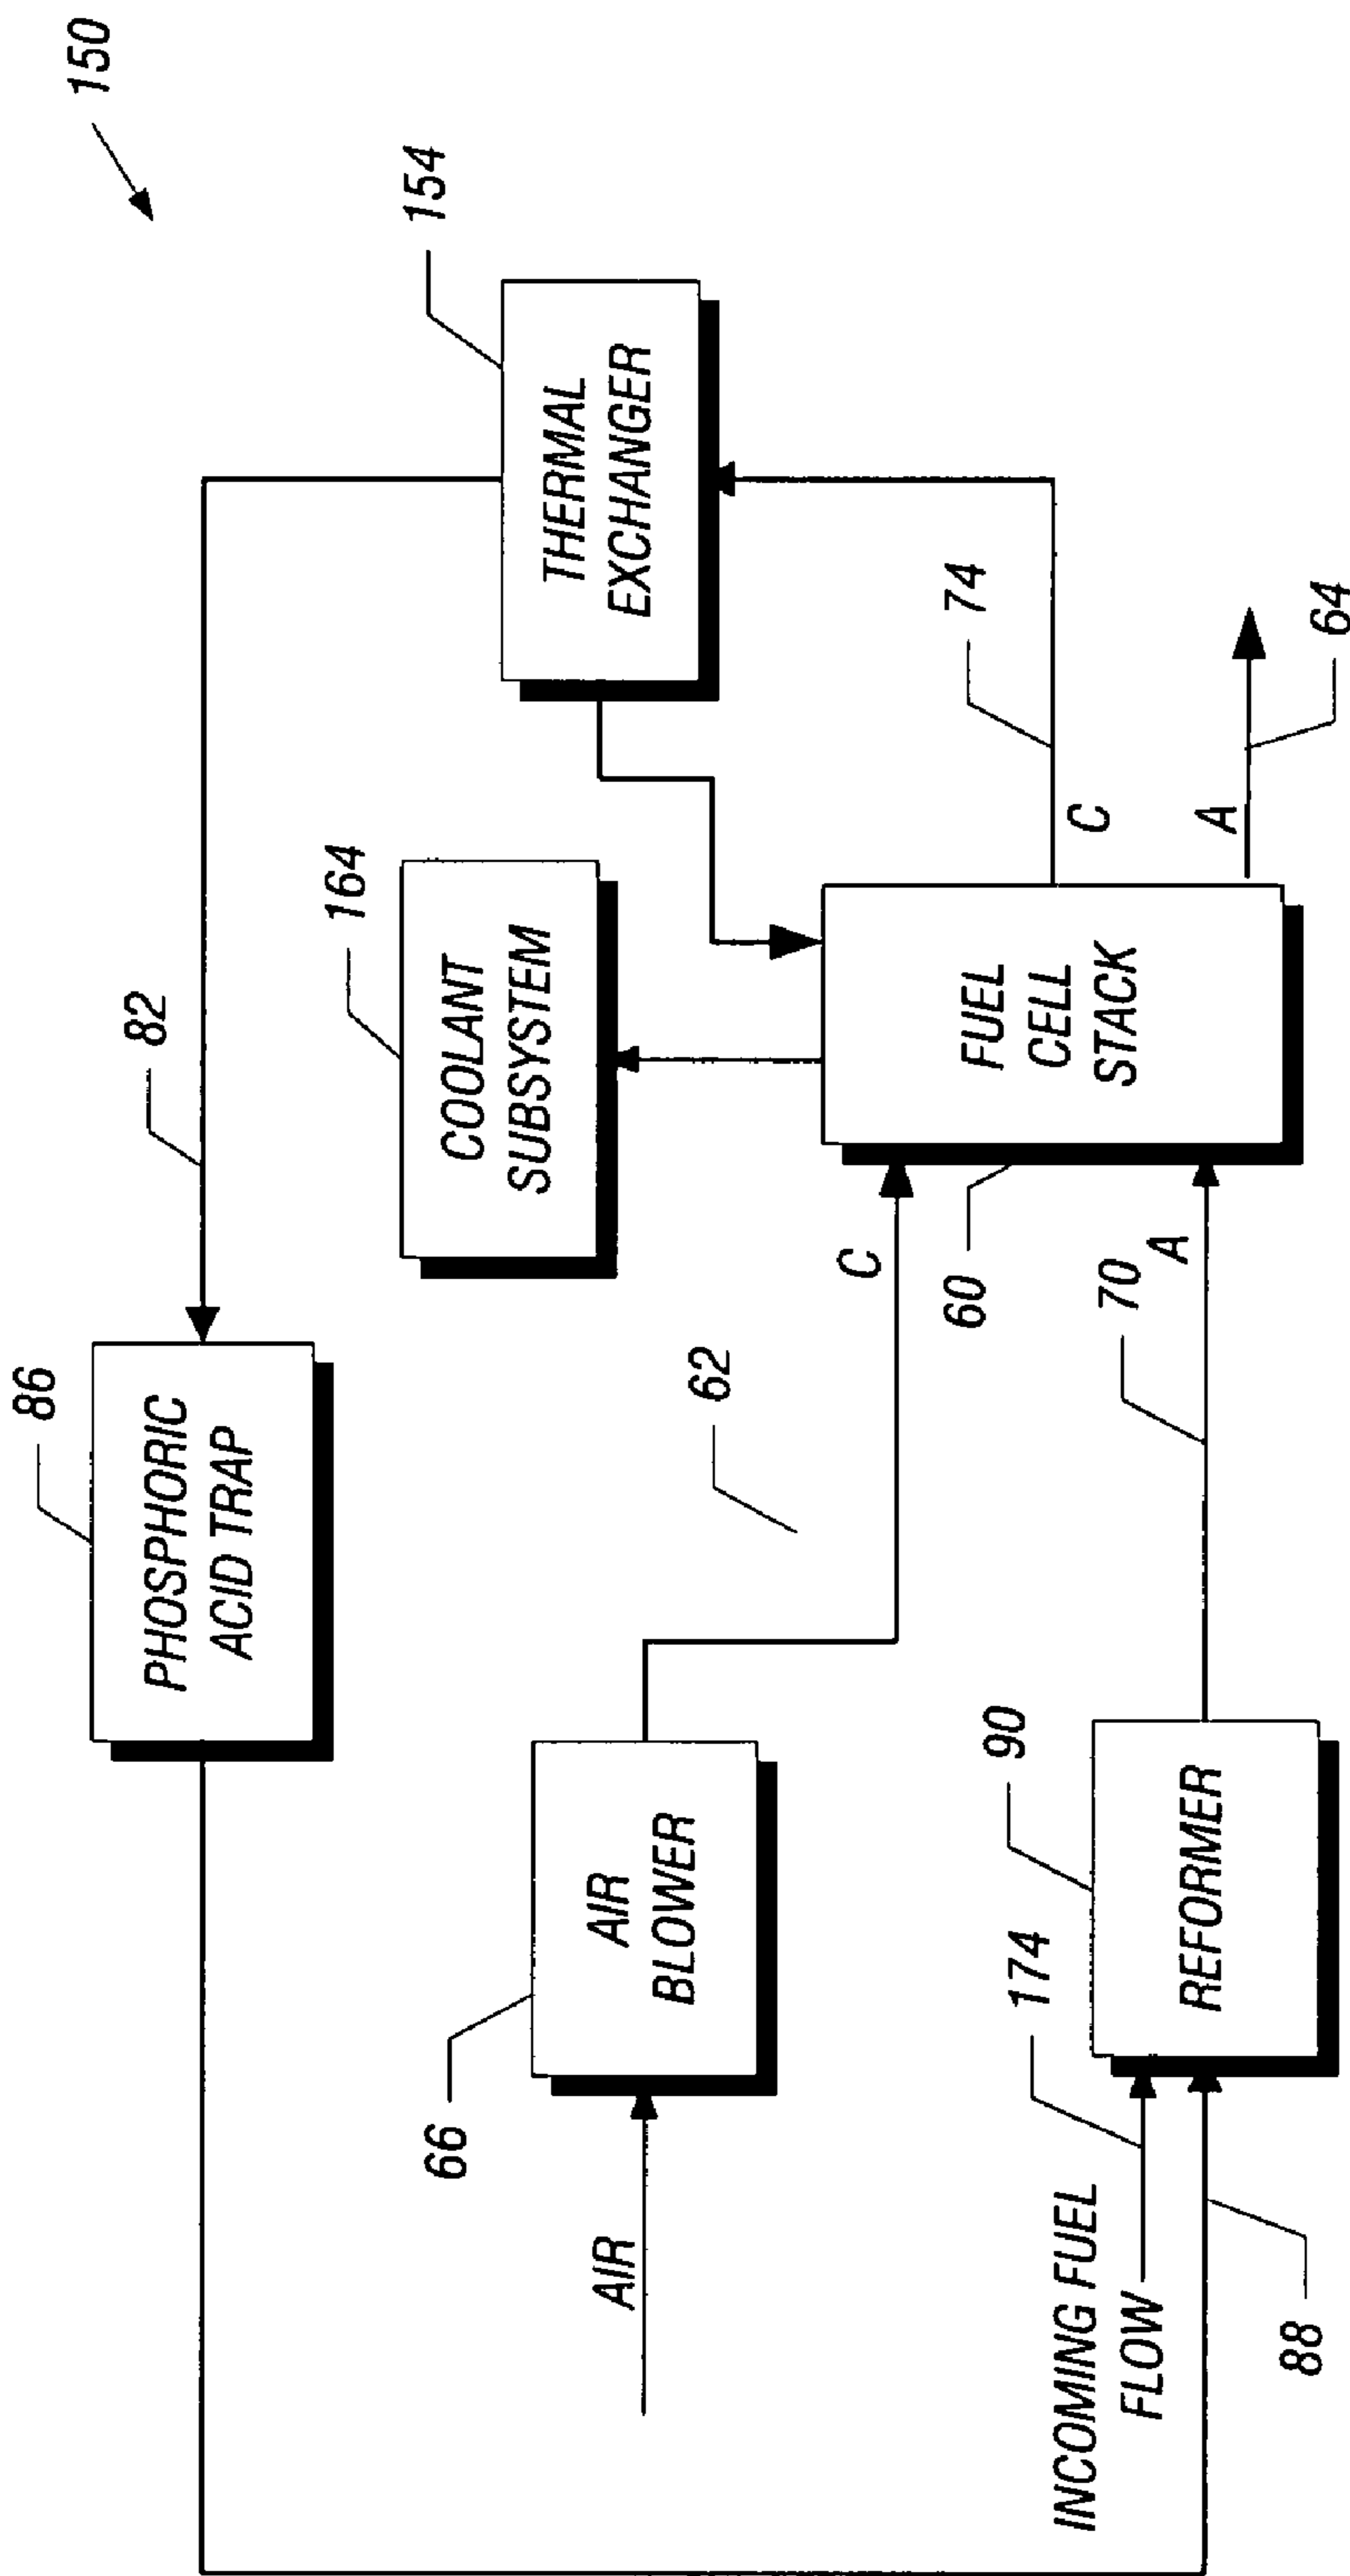 150
86
PHOSPHORIC
ACID TRAP
82
154
THERMAL
EXCHANGER
164
COOLANT
SUBSYSTEM
66
AIR
BLOWER
AIR
62
C
60
FUEL
CELL
STACK
C
74
A
64
INCOMING FUEL
FLOW
174
90
REFORMER
88
70
A